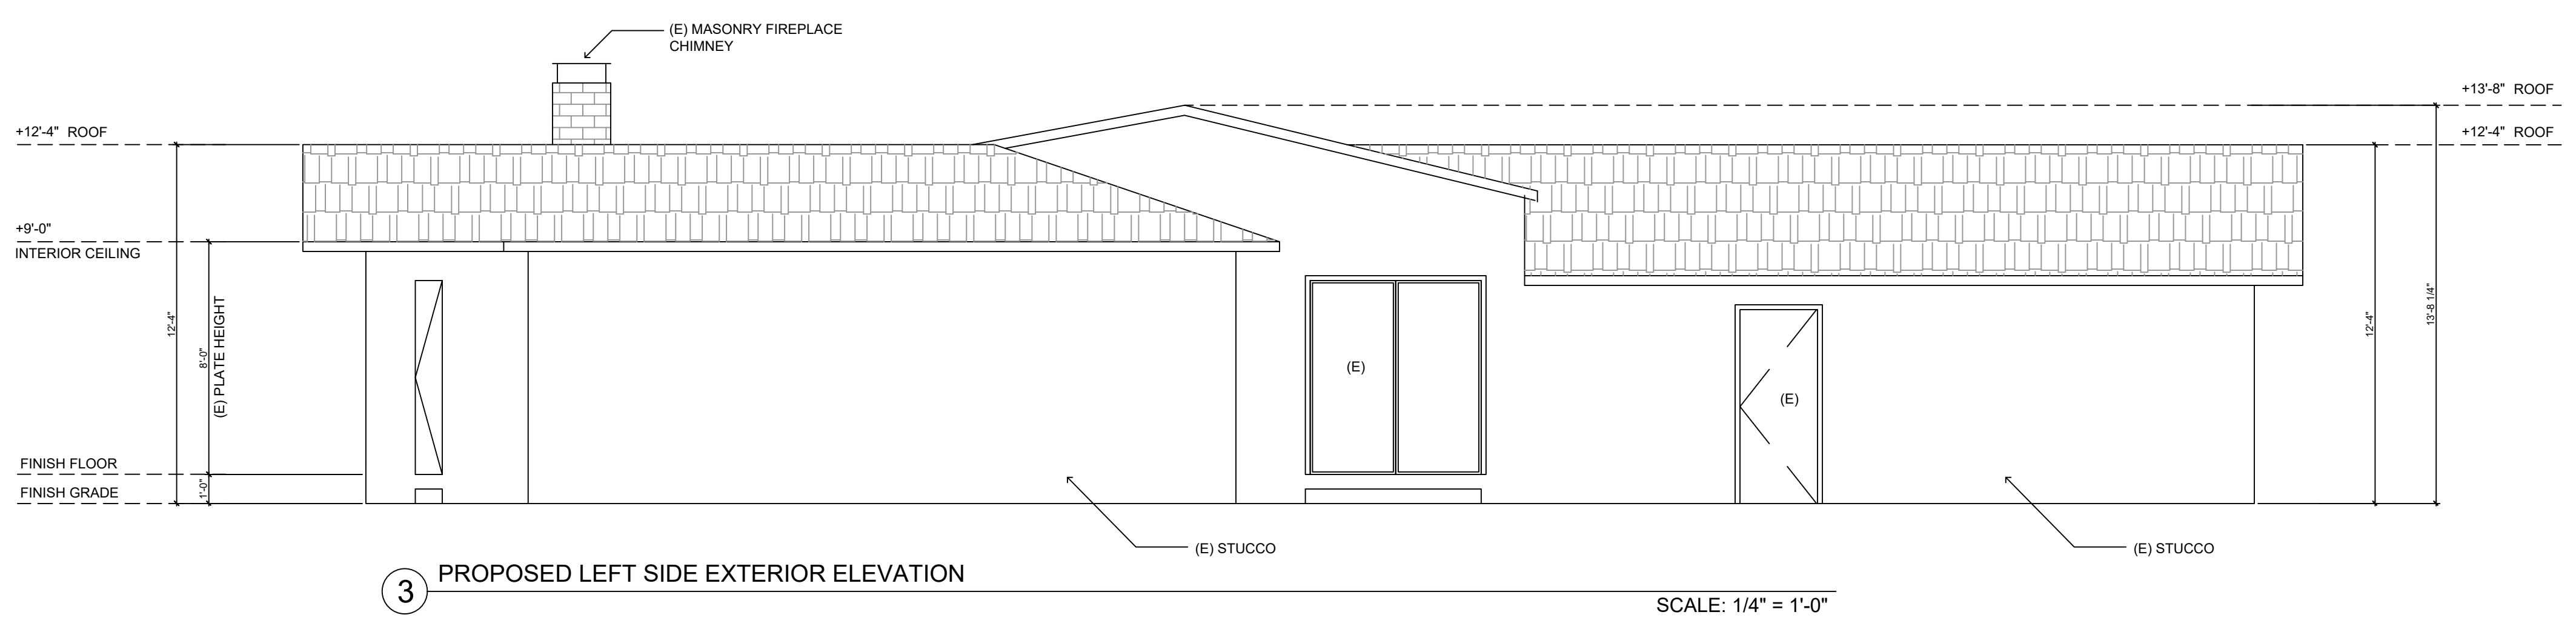 (E) MASONRY FIREPLACE
CHIMNEY
+13'-8" ROOF
+12'-4" ROOF
+12'-4" ROOF
+9'-0"
INTERIOR CEILING
12'-4"
8'-0"
(E) PLATE HEIGHT
1'-0"
(E)
(E)
12'-4"
13'-8 1/4"
FINISH FLOOR
FINISH GRADE
(E) STUCCO
(E) STUCCO
3
PROPOSED LEFT SIDE EXTERIOR ELEVATION
SCALE: 1/4" = 1'-0"